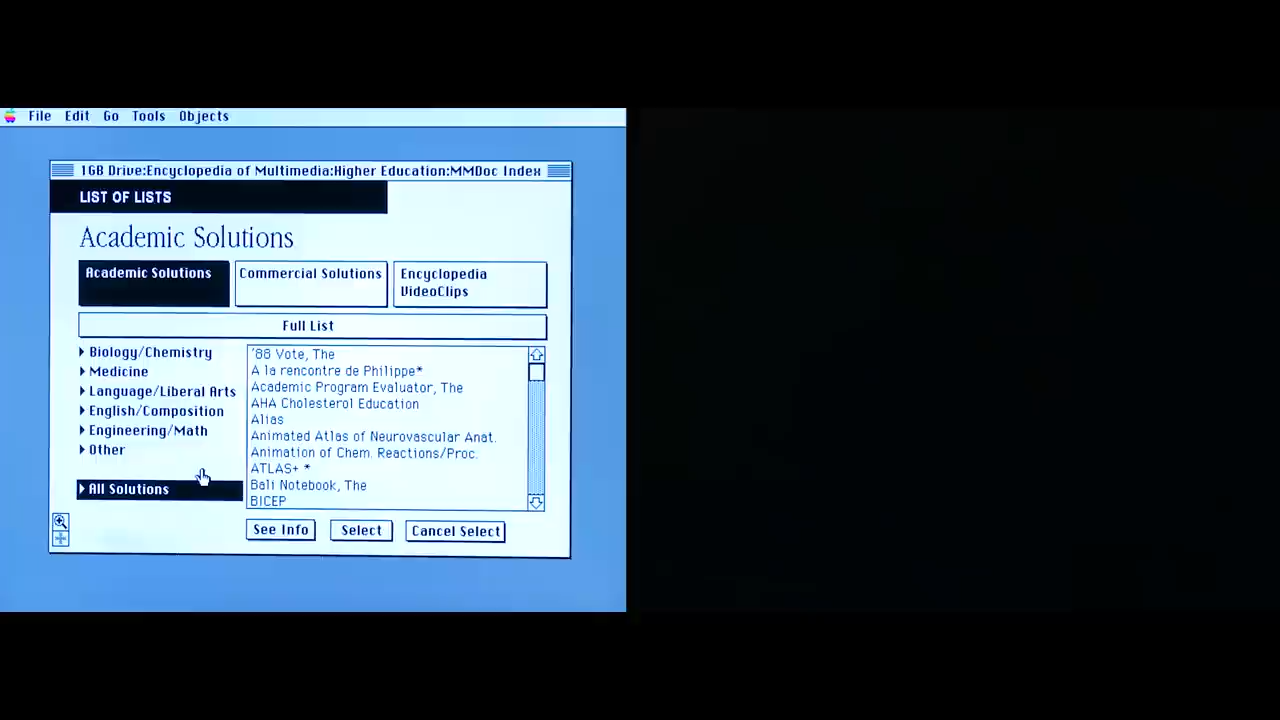 File Edit Go Tools Objects
1GB Drive:Encyclopedia of Multimedia:Higher Education:MMDoc Index
LIST OF LISTS
Academic Solutions
Academic Solutions
Commercial Solutions
Encyclopedia
VideoClips
Full List
Biology/Chemistry
Medicine
Language/Liberal Arts
English/Composition
Engineering/Math
Other
All Solutions
'88 Vote, The
A la rencontre de Philippe*
Academic Program Evaluator, The
AHA Cholesterol Education
Alias
Animated Atlas of Neurovascular Anat.
Animation of Chem. Reactions/Proc.
ATLAS+ *
Bali Notebook, The
BICEP
See Info
Select
Cancel Select